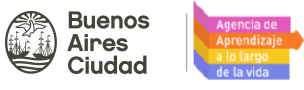 Buenos
Aires
Ciudad
Agencia de
Aprendizaje
a lo largo
de la vida